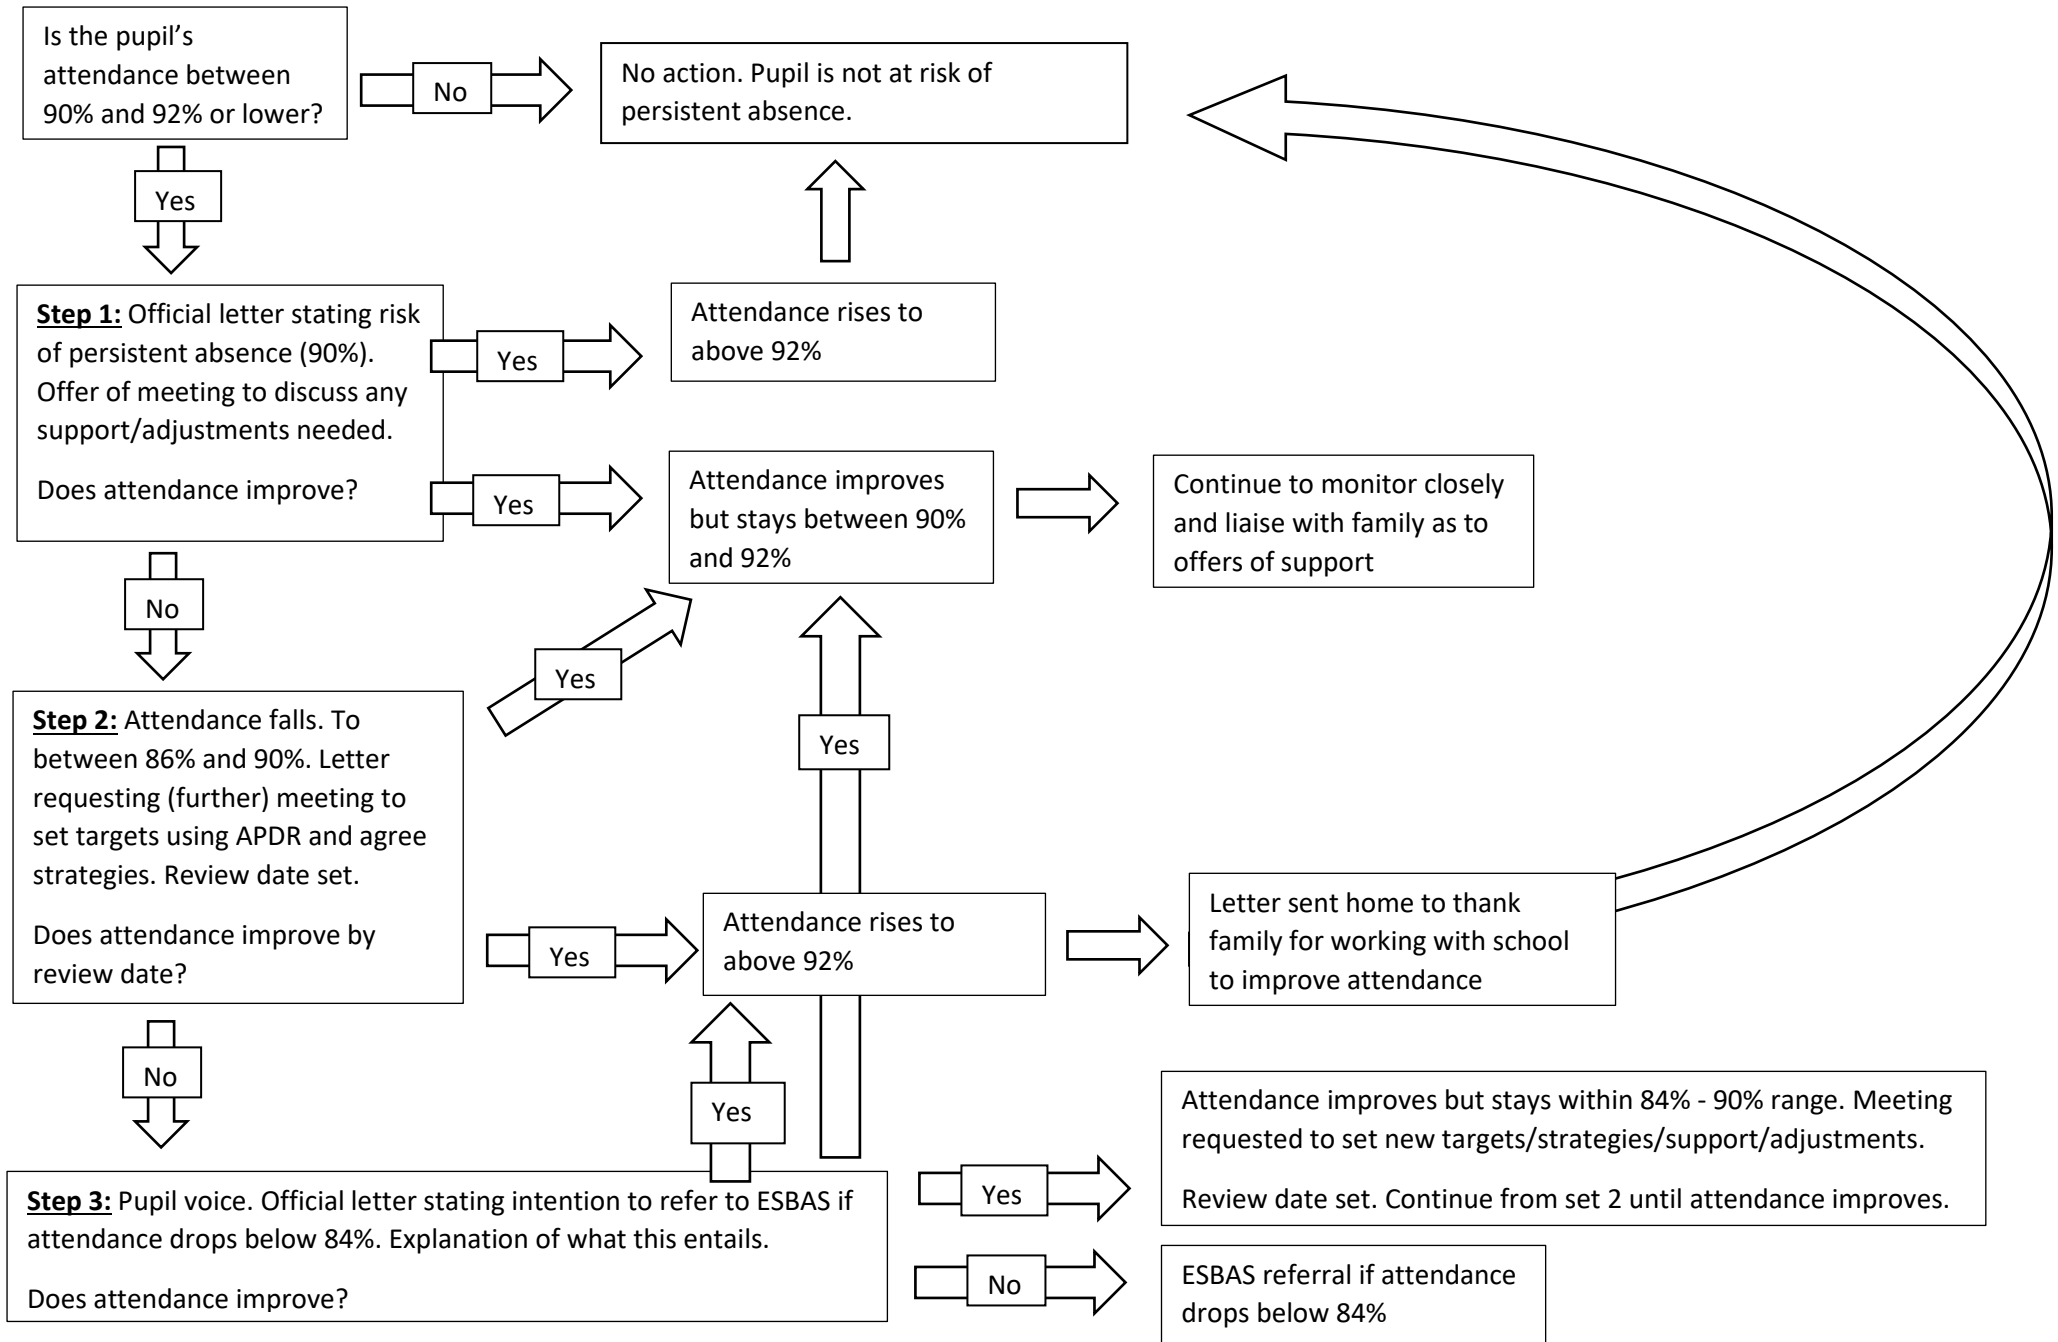 Is the pupil’s
attendance between
90% and 92% or lower?
No
No action. Pupil is not at risk of
persistent absence.
Yes
Step 1: Official letter stating risk
of persistent absence (90%).
Offer of meeting to discuss any
support/adjustments needed.
Does attendance improve?
Yes
Attendance rises to
above 92%
Yes
Attendance improves
but stays between 90%
and 92%
Continue to monitor closely
and liaise with family as to
offers of support
No
Yes
Step 2: Attendance falls. To
between 86% and 90%. Letter
requesting (further) meeting to
set targets using APDR and agree
strategies. Review date set.
Does attendance improve by
review date?
Yes
Yes
Attendance rises to
above 92%
Letter sent home to thank
family for working with school
to improve attendance
No
Yes
Step 3: Pupil voice. Official letter stating intention to refer to ESBAS if
attendance drops below 84%. Explanation of what this entails.
Does attendance improve?
Yes
Attendance improves but stays within 84% - 90% range. Meeting
requested to set new targets/strategies/support/adjustments.
Review date set. Continue from set 2 until attendance improves.
No
ESBAS referral if attendance
drops below 84%